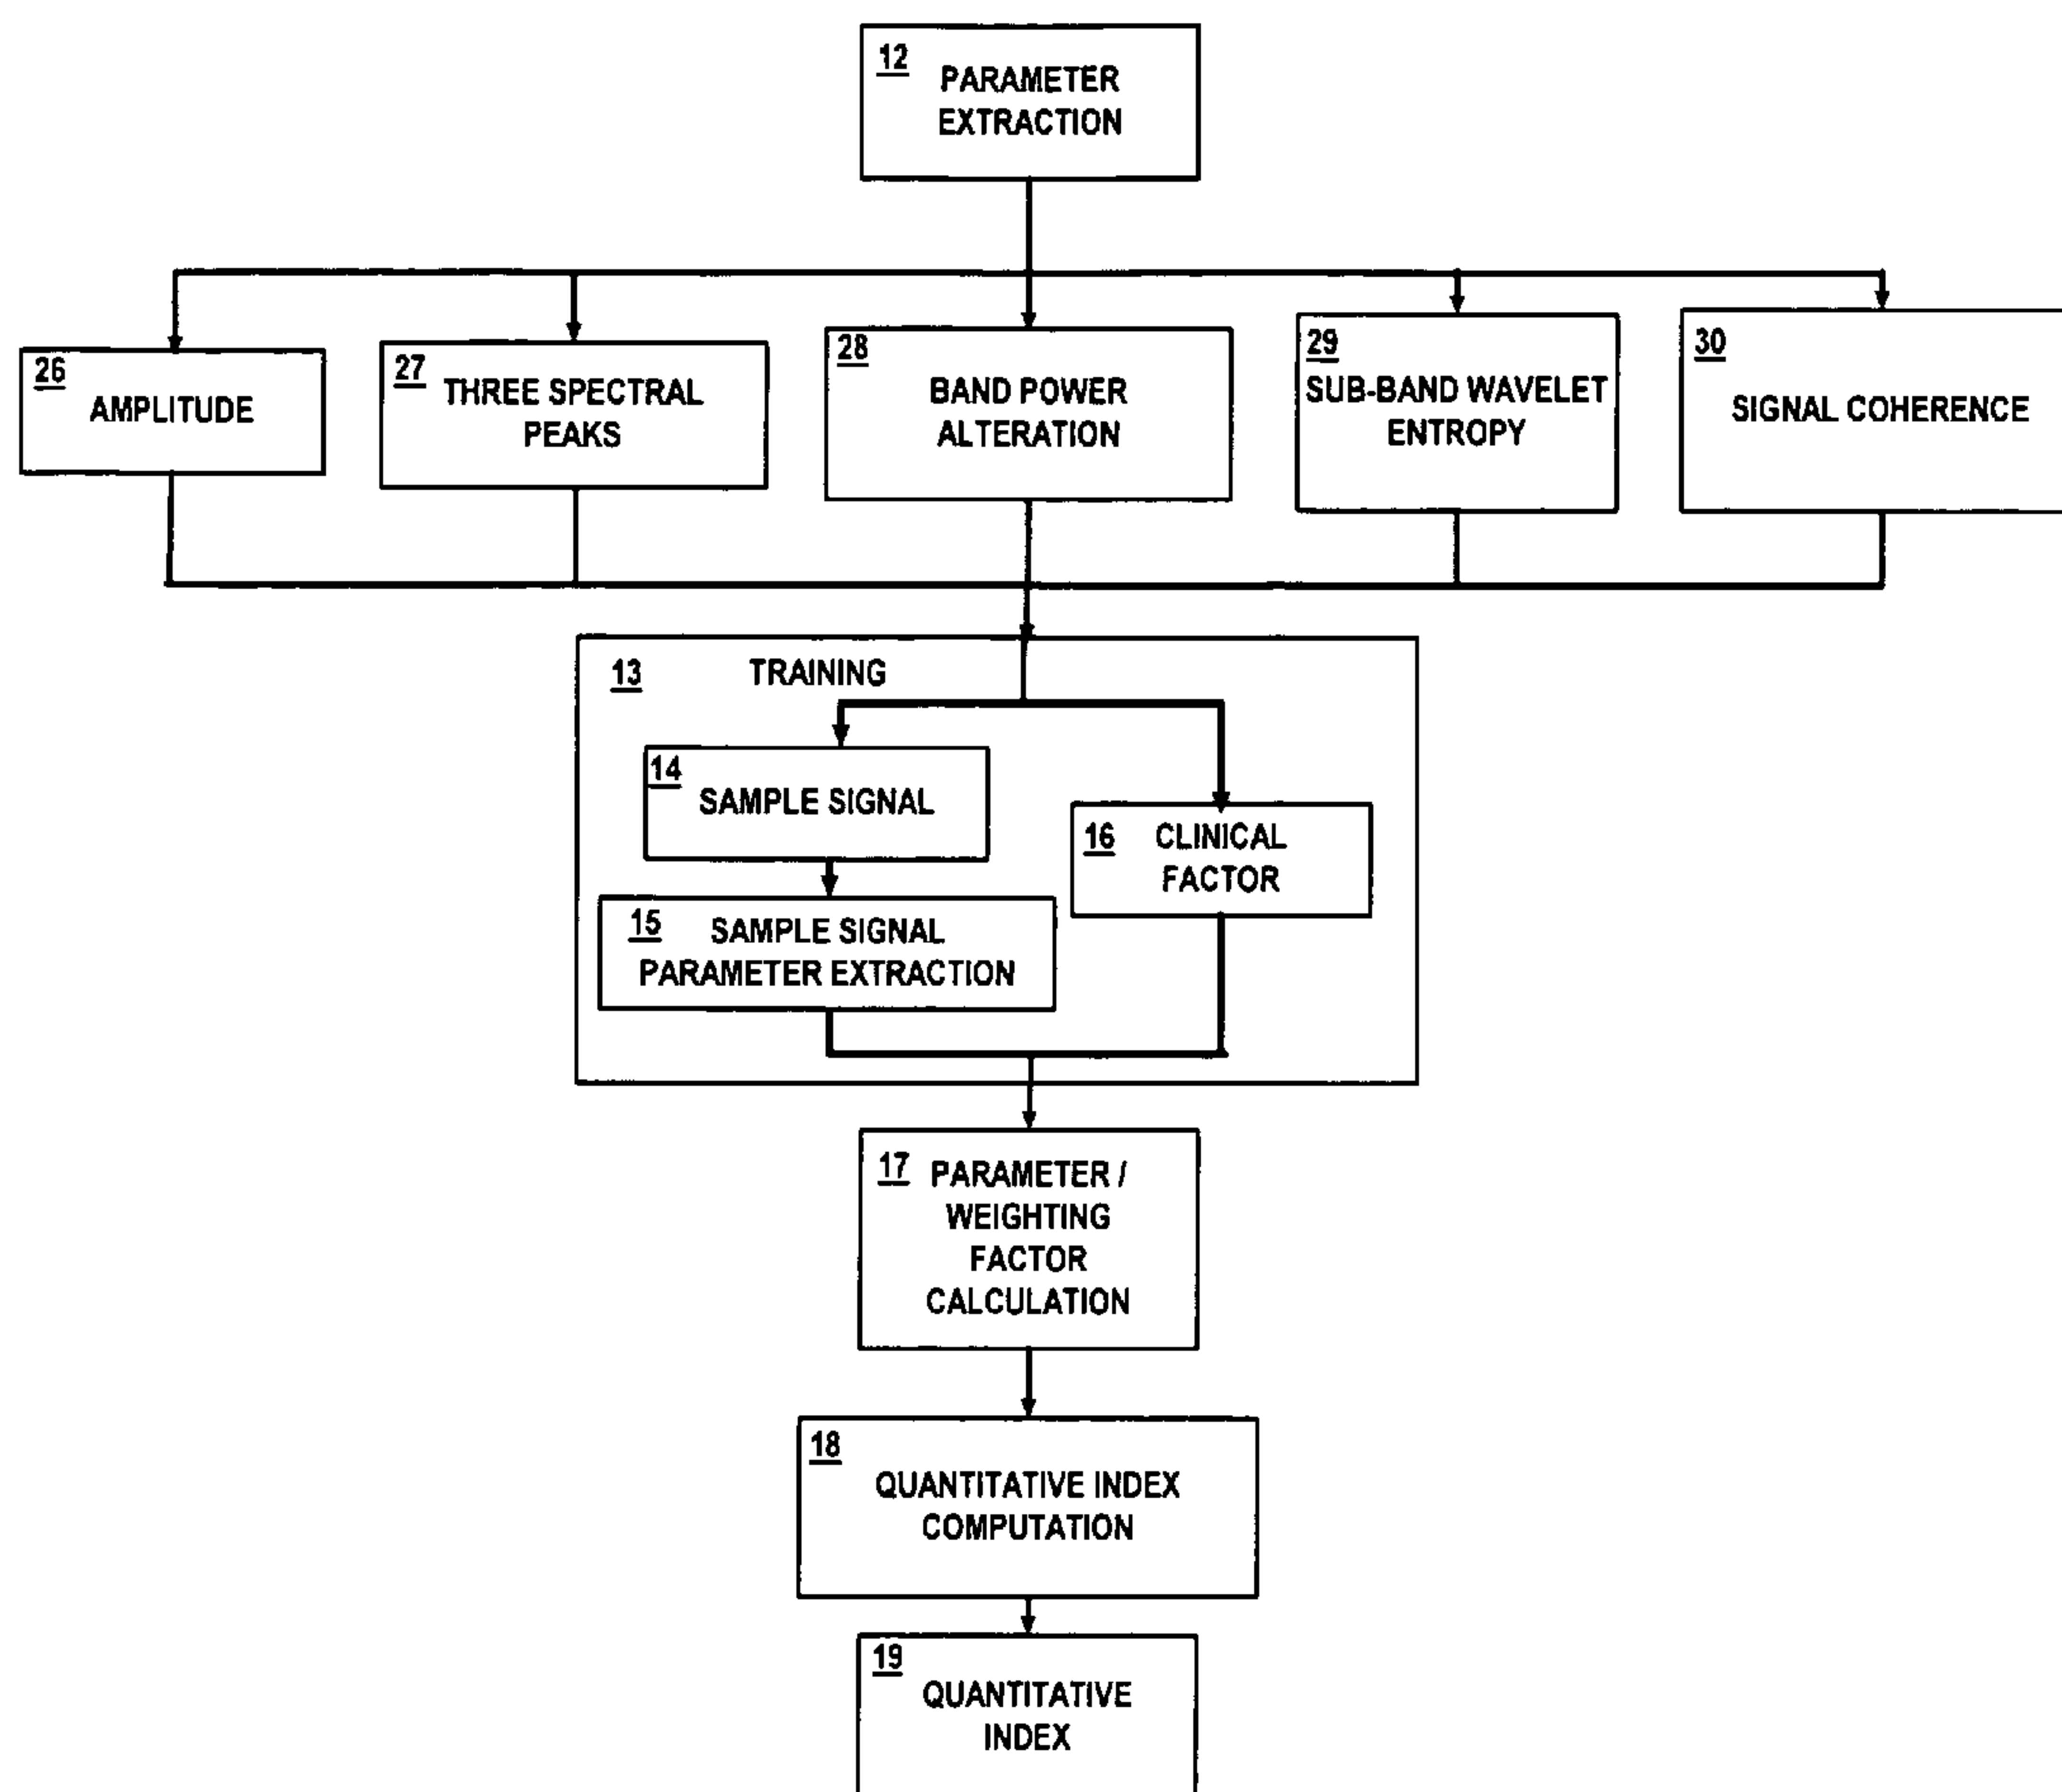 12
PARAMETER
EXTRACTION
26
AMPLITUDE
27
THREE SPECTRAL
PEAKS
28
BAND POWER
ALTERATION
29
SUB-BAND WAVELET
ENTROPY
30
SIGNAL COHERENCE
13
TRAINING
14
SAMPLE SIGNAL
15
SAMPLE SIGNAL
PARAMETER EXTRACTION
16
CLINICAL
FACTOR
17
PARAMETER /
WEIGHTING
FACTOR
CALCULATION
18
QUANTITATIVE INDEX
COMPUTATION
19
QUANTITATIVE
INDEX